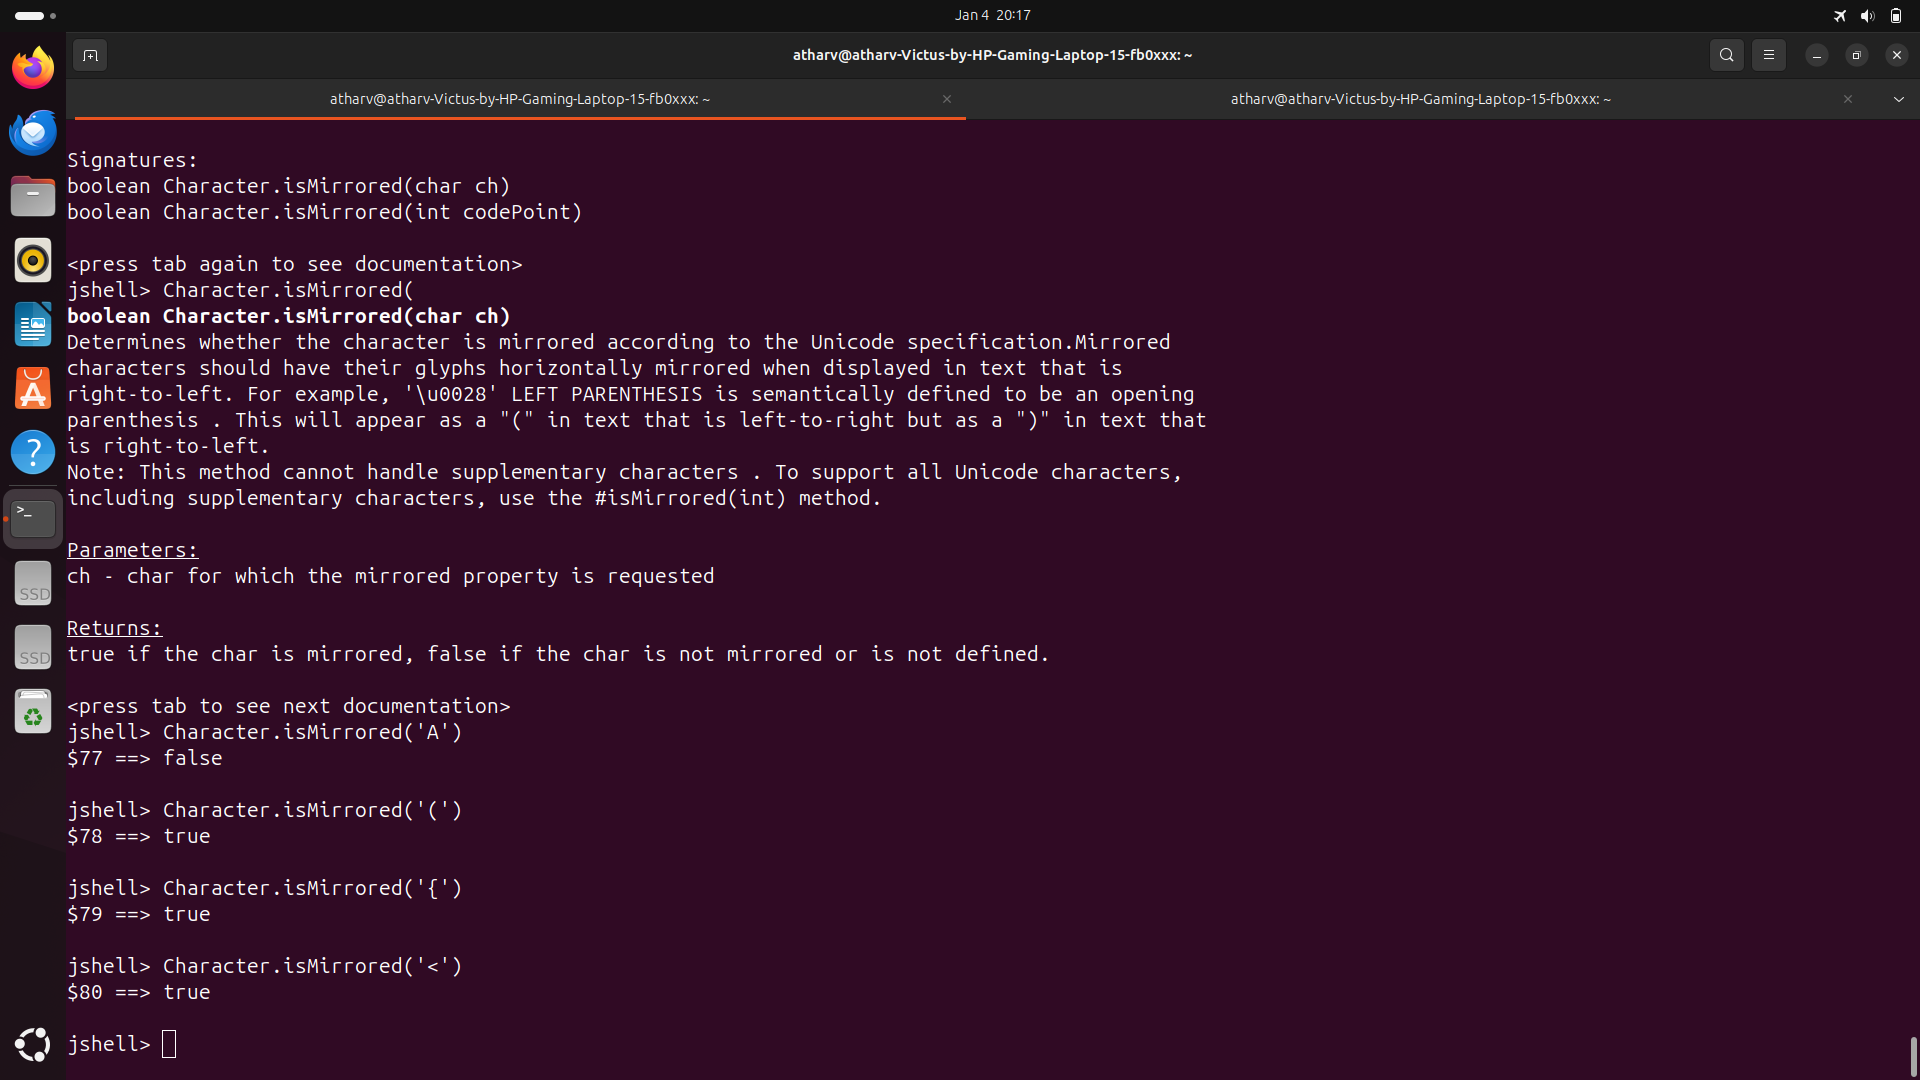 Jan 4 20:17
atharv@atharv-Victus-by-HP-Gaming-Laptop-15-fb0xxx: ~
atharv@atharv-Victus-by-HP-Gaming-Laptop-15-fb0xxx: ~
atharv@atharv-Victus-by-HP-Gaming-Laptop-15-fb0xxx: ~
Signatures:
boolean Character.isMirrored(char ch)
boolean Character.isMirrored(int codePoint)
<press tab again to see documentation>
jshell> Character.isMirrored(
boolean Character.isMirrored(char ch)
Determines whether the character is mirrored according to the Unicode specification.Mirrored
characters should have their glyphs horizontally mirrored when displayed in text that is
right-to-left. For example, '\u0028' LEFT PARENTHESIS is semantically defined to be an opening
parenthesis . This will appear as a "(" in text that is left-to-right but as a ")" in text that
is right-to-left.
Note: This method cannot handle supplementary characters . To support all Unicode characters,
including supplementary characters, use the #isMirrored(int) method.
Parameters:
ch - char for which the mirrored property is requested
Returns:
true if the char is mirrored, false if the char is not mirrored or is not defined.
<press tab to see next documentation>
jshell> Character.isMirrored('A')
$77 ==> false
jshell> Character.isMirrored('(')
$78 ==> true
jshell> Character.isMirrored('{')
$79 ==> true
jshell> Character.isMirrored('<')
$80 ==> true
jshell>
SSD
SSD